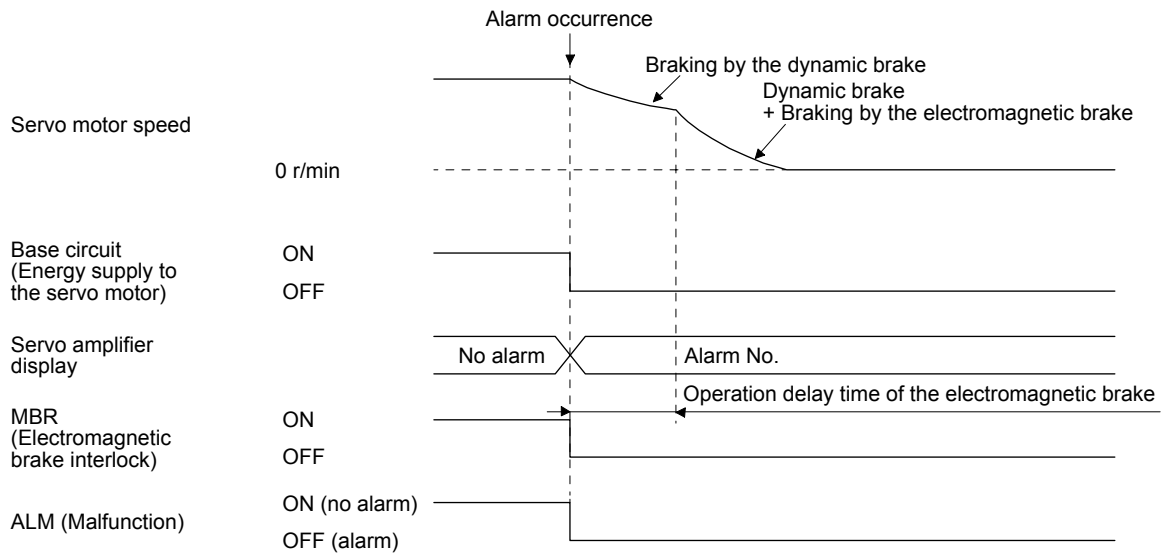 Alarm occurrence
Braking by the dynamic brake
Dynamic brake
+ Braking by the electromagnetic brake
Servo motor speed
0 r/min
Base circuit
(Energy supply to
the servo motor)
ON
OFF
Servo amplifier
display
No alarm
Alarm No.
Operation delay time of the electromagnetic brake
MBR
(Electromagnetic
brake interlock)
ON
OFF
ALM (Malfunction)
ON (no alarm)
OFF (alarm)